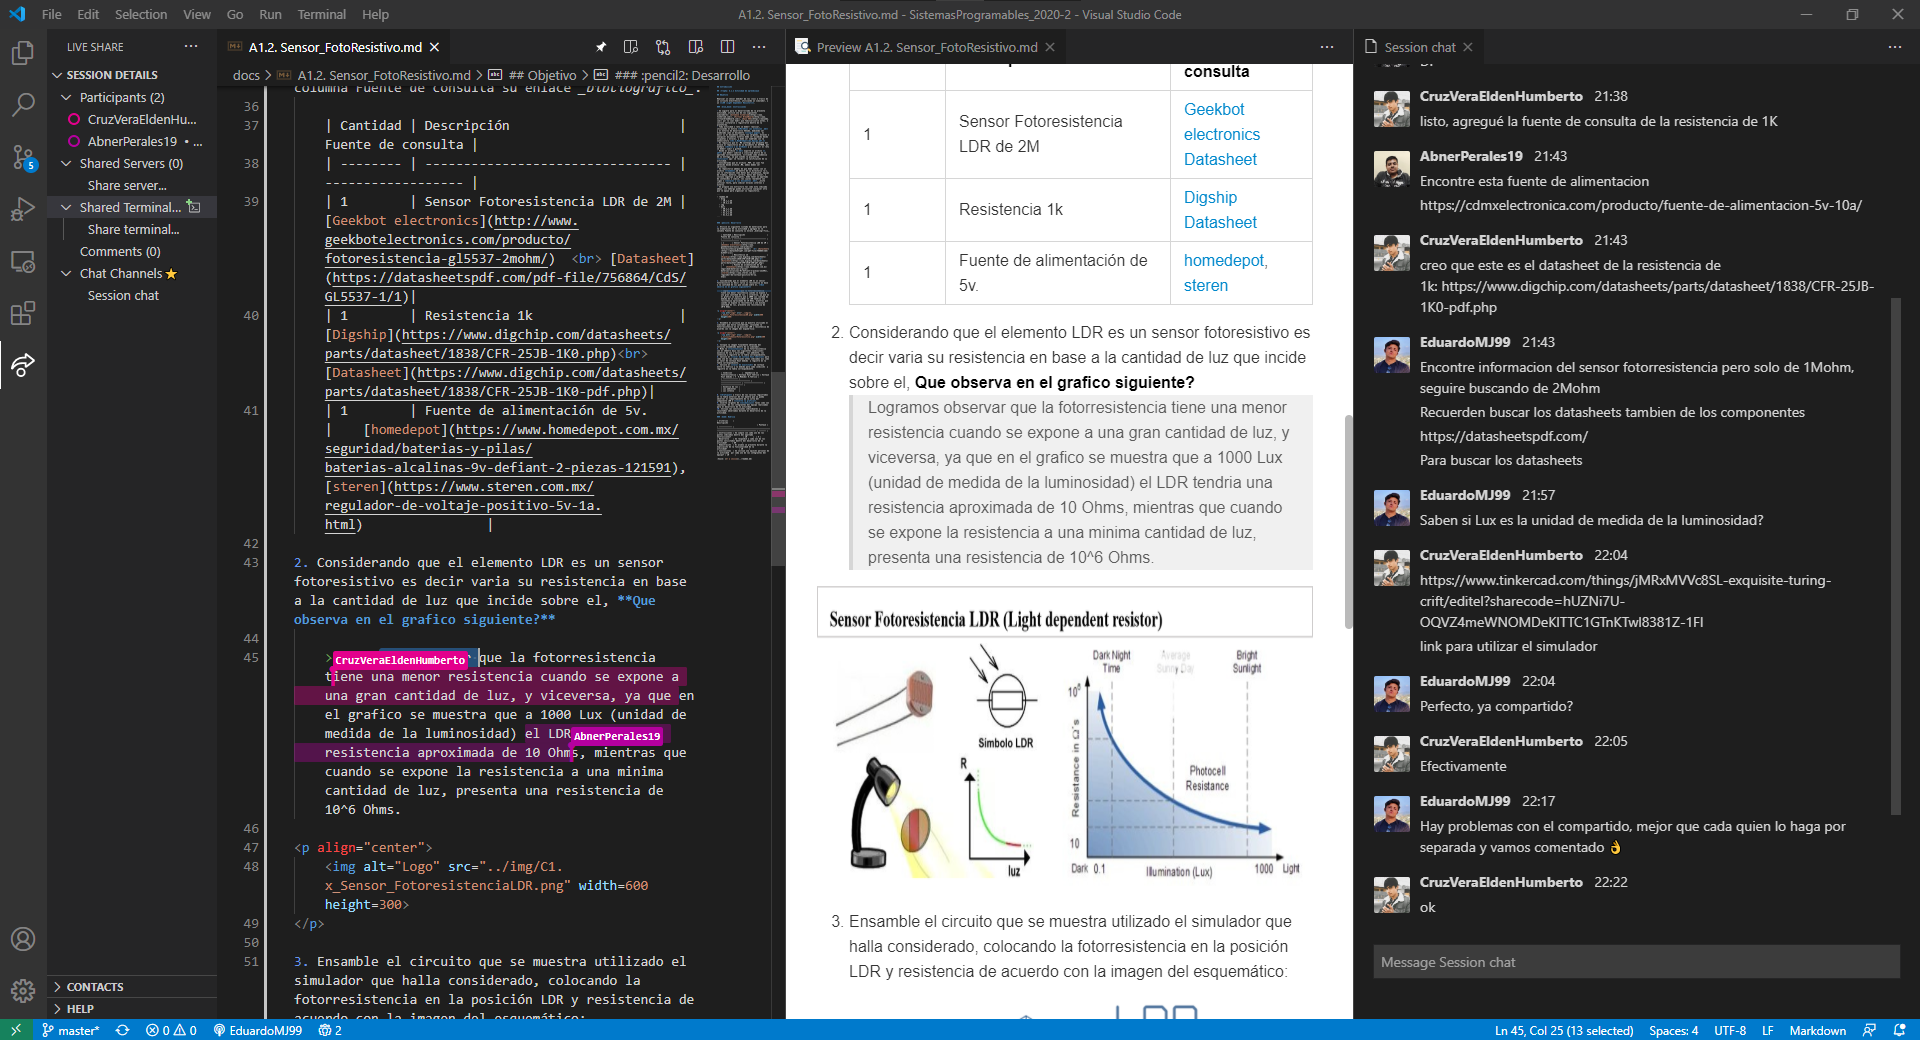 File Edit Selection View Go Run Terminal Help
A1.2. Sensor_FotoResistivo.md - SistemasProgramables_2020-2 - Visual Studio Code
LIVE SHARE
SESSION DETAILS
Participants (2)
CruzVeraEldenHu...
AbnerPerales19 • ...
Shared Servers (0)
Share server...
Shared Terminal...
Share terminal...
Comments (0)
Chat Channels
Session chat
CONTACTS
HELP
5
A1.2. Sensor_FotoResistivo.md
docs > A1.2. Sensor_FotoResistivo.md > ## Objetivo > ### :pencil2: Desarrollo
columna Fuente de consulta su enlace _bibliografico_.
36
37 | Cantidad | Descripción |
Fuente de consulta |
38 | -------- | -------------------------------- |
------------------ |
39 | 1 | Sensor Fotoresistencia LDR de 2M |
[Geekbot electronics](http://www.
geekbotelectronics.com/producto/
fotoresistencia-gl5537-2mohm/) <br> [Datasheet]
(https://datasheetspdf.com/pdf-file/756864/CdS/
GL5537-1/1)|
40 | 1 | Resistencia 1k |
[Digship](https://www.digchip.com/datasheets/
parts/datasheet/1838/CFR-25JB-1K0.php)<br>
[Datasheet](https://www.digchip.com/datasheets/
parts/datasheet/1838/CFR-25JB-1K0-pdf.php)|
41 | 1 | Fuente de alimentación de 5v.
| [homedepot](https://www.homedepot.com.mx/
seguridad/baterias-y-pilas/
baterias-alcalinas-9v-defiant-2-piezas-121591),
[steren](https://www.steren.com.mx/
regulador-de-voltaje-positivo-5v-1a.
html) |
42
43 2. Considerando que el elemento LDR es un sensor
fotoresistivo es decir varia su resistencia en base
a la cantidad de luz que incide sobre el, **Que
observa en el grafico siguiente?**
44
45 > CruzVeraEldenHumberto que la fotorresistencia
tiene una menor resistencia cuando se expone a
una gran cantidad de luz, y viceversa, ya que en
el grafico se muestra que a 1000 Lux (unidad de
medida de la luminosidad) el LDR AbnerPerales19
resistencia aproximada de 10 Ohms, mientras que
cuando se expone la resistencia a una minima
cantidad de luz, presenta una resistencia de
10^6 Ohms.
46
47 <p align="center">
48 <img alt="Logo" src="../img/C1.
x_Sensor_FotoresistenciaLDR.png" width=600
height=300>
49 </p>
50
51 3. Ensamble el circuito que se muestra utilizado el
simulador que halla considerado, colocando la
fotorresistencia en la posición LDR y resistencia de
acuerdo con la imagen del esquemático:
Preview A1.2. Sensor_FotoResistivo.md
consulta
1 Sensor Fotoresistencia LDR de 2M Geekbot electronics Datasheet
1 Resistencia 1k Digship Datasheet
1 Fuente de alimentación de 5v. homedepot, steren
2. Considerando que el elemento LDR es un sensor fotoresistivo es
decir varia su resistencia en base a la cantidad de luz que incide
sobre el, Que observa en el grafico siguiente?
Logramos observar que la fotorresistencia tiene una menor
resistencia cuando se expone a una gran cantidad de luz, y
viceversa, ya que en el grafico se muestra que a 1000 Lux
(unidad de medida de la luminosidad) el LDR tendria una
resistencia aproximada de 10 Ohms, mientras que cuando
se expone la resistencia a una minima cantidad de luz,
presenta una resistencia de 10^6 Ohms.
Sensor Fotoresistencia LDR (Light dependent resistor)
Simbolo LDR
R
luz
Dark Night Time
Average Sunny Day
Bright Sunlight
Resistance in Ω's
Photocell Resistance
10
Dark 0.1 Illumination (Lux) 1000 Light
3. Ensamble el circuito que se muestra utilizado el simulador que
halla considerado, colocando la fotorresistencia en la posición
LDR y resistencia de acuerdo con la imagen del esquemático:
LDR
Session chat
CruzVeraEldenHumberto 21:38
listo, agregué la fuente de consulta de la resistencia de 1K
AbnerPerales19 21:43
Encontre esta fuente de alimentacion
https://cdmxelectronica.com/producto/fuente-de-alimentacion-5v-10a/
CruzVeraEldenHumberto 21:43
creo que este es el datasheet de la resistencia de
1k: https://www.digchip.com/datasheets/parts/datasheet/1838/CFR-25JB-
1K0-pdf.php
EduardoMJ99 21:43
Encontre informacion del sensor fotorresistencia pero solo de 1Mohm,
seguire buscando de 2Mohm
Recuerden buscar los datasheets tambien de los componentes
https://datasheetspdf.com/
Para buscar los datasheets
EduardoMJ99 21:57
Saben si Lux es la unidad de medida de la luminosidad?
CruzVeraEldenHumberto 22:04
https://www.tinkercad.com/things/jMRxMVVc8SL-exquisite-turing-
crift/editel?sharecode=hUZNi7U-
OQVZ4meWNOMDeKITTC1GTnKTwl8381Z-1FI
link para utilizar el simulador
EduardoMJ99 22:04
Perfecto, ya compartido?
CruzVeraEldenHumberto 22:05
Efectivamente
EduardoMJ99 22:17
Hay problemas con el compartido, mejor que cada quien lo haga por
separada y vamos comentado 👌
CruzVeraEldenHumberto 22:22
ok
Message Session chat
master* 0 0 EduardoMJ99 2
Ln 45, Col 25 (13 selected) Spaces: 4 UTF-8 LF Markdown